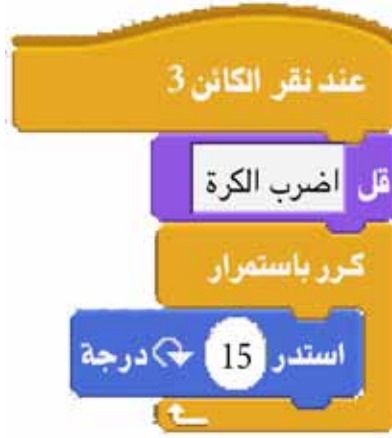 عند نقر الكائن 3
قل اضرب الكرة
كرر باستمرار
استدر 15 درجة